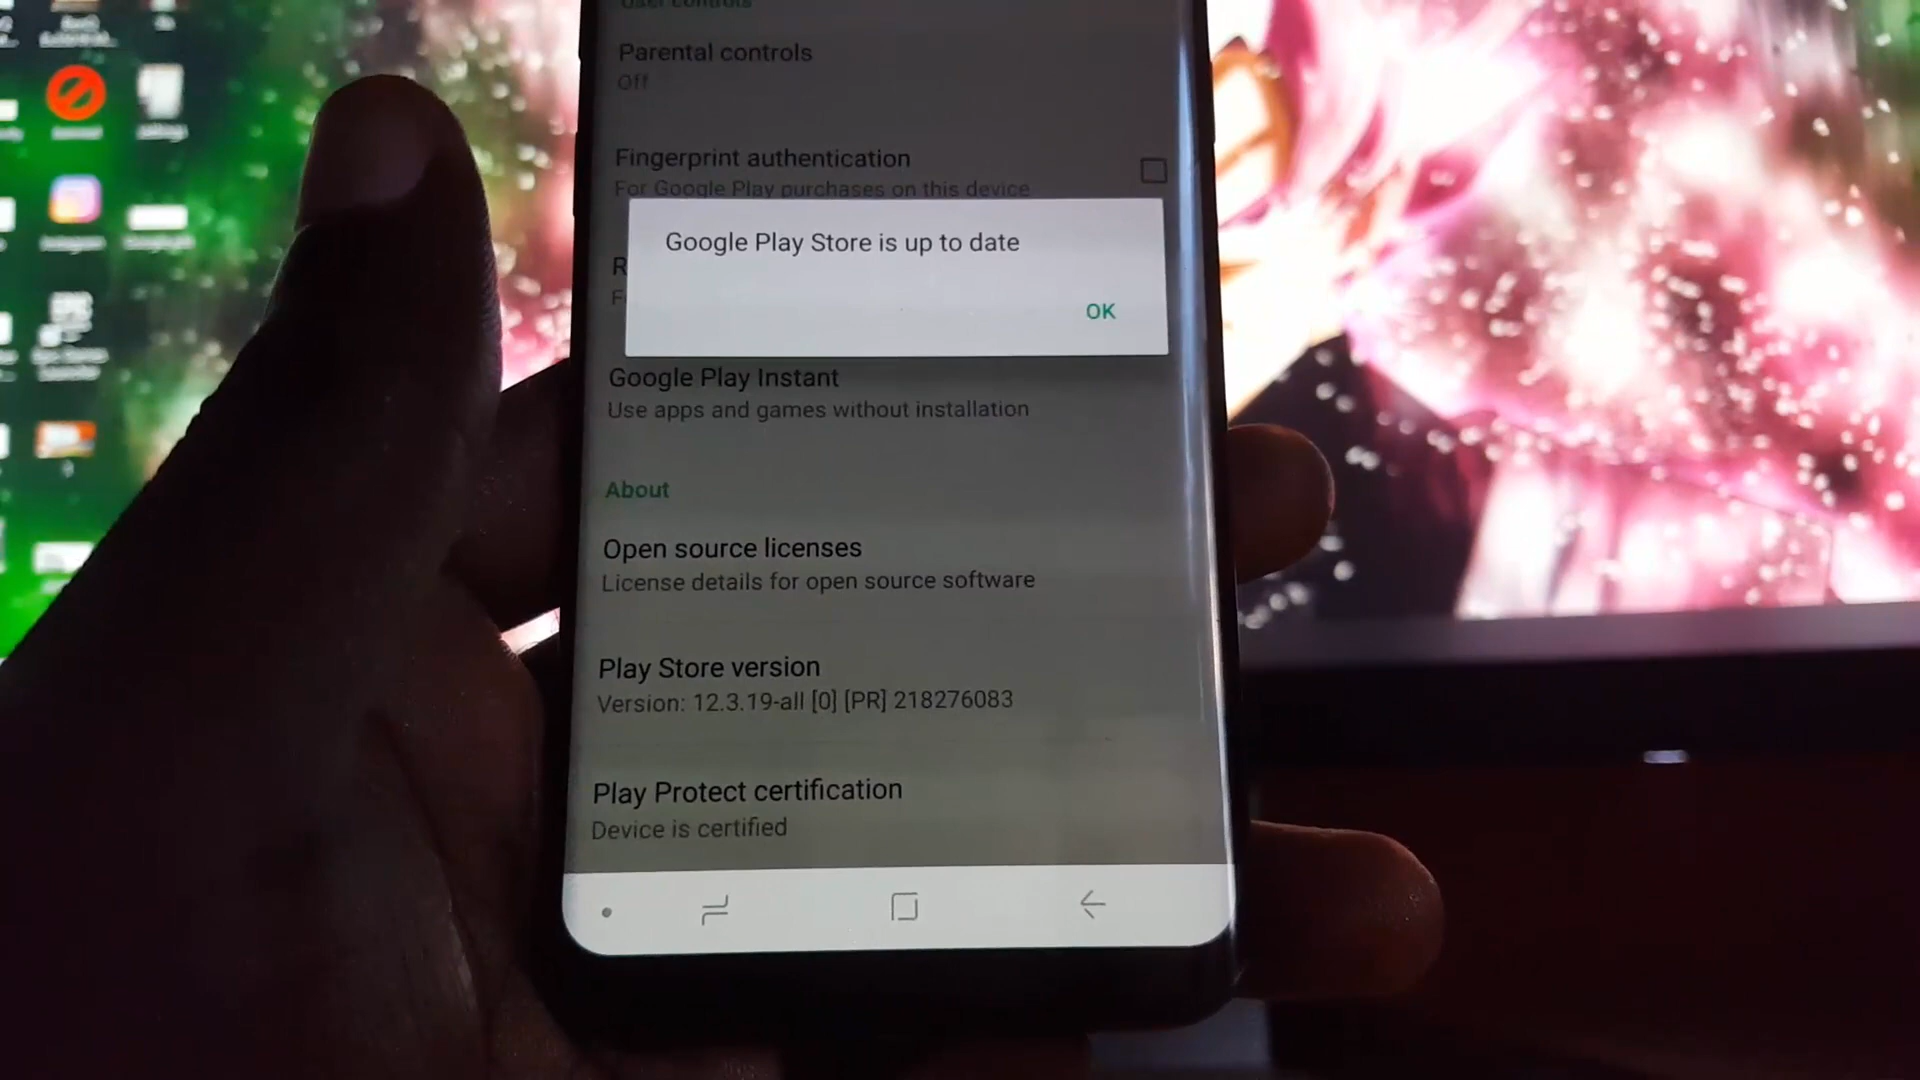 User controls
Parental controls
Off
Fingerprint authentication
For Google Play purchases on this device
R
F
Google Play Store is up to date
OK
Google Play Instant
Use apps and games without installation
About
Open source licenses
License details for open source software
Play Store version
Version: 12.3.19-all [0] [PR] 218276083
Play Protect certification
Device is certified